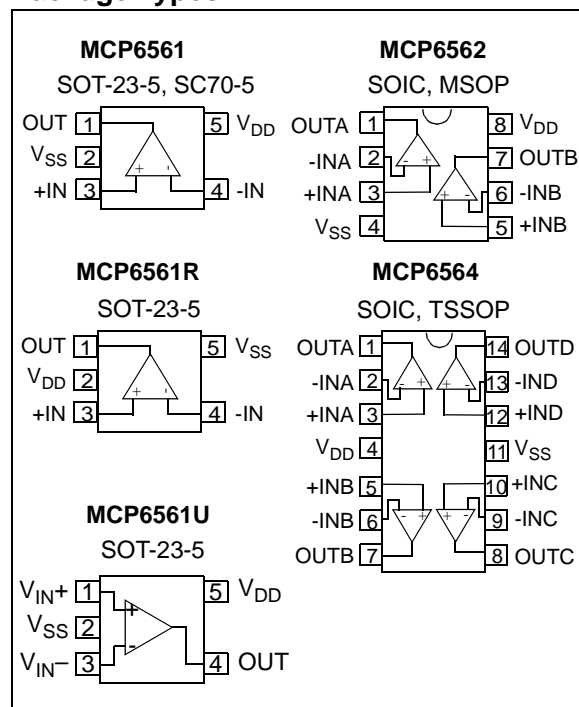 MCP6561
SOT-23-5, SC70-5
OUT 1 5 VDD
VSS 2
+IN 3 4 -IN
+ -
MCP6562
SOIC, MSOP
OUTA 1 8 VDD
-INA 2 7 OUTB
+INA 3 6 -INB
VSS 4 5 +INB
- +
+ -
MCP6561R
SOT-23-5
OUT 1 5 VSS
VDD 2
+IN 3 4 -IN
+ -
MCP6564
SOIC, TSSOP
OUTA 1 14 OUTD
-INA 2 13 -IND
+INA 3 12 +IND
VDD 4 11 VSS
+INB 5 10 +INC
-INB 6 9 -INC
OUTB 7 8 OUTC
- + + -
- + + -
MCP6561U
SOT-23-5
VIN+ 1 5 VDD
VSS 2
VIN– 3 4 OUT
+
-